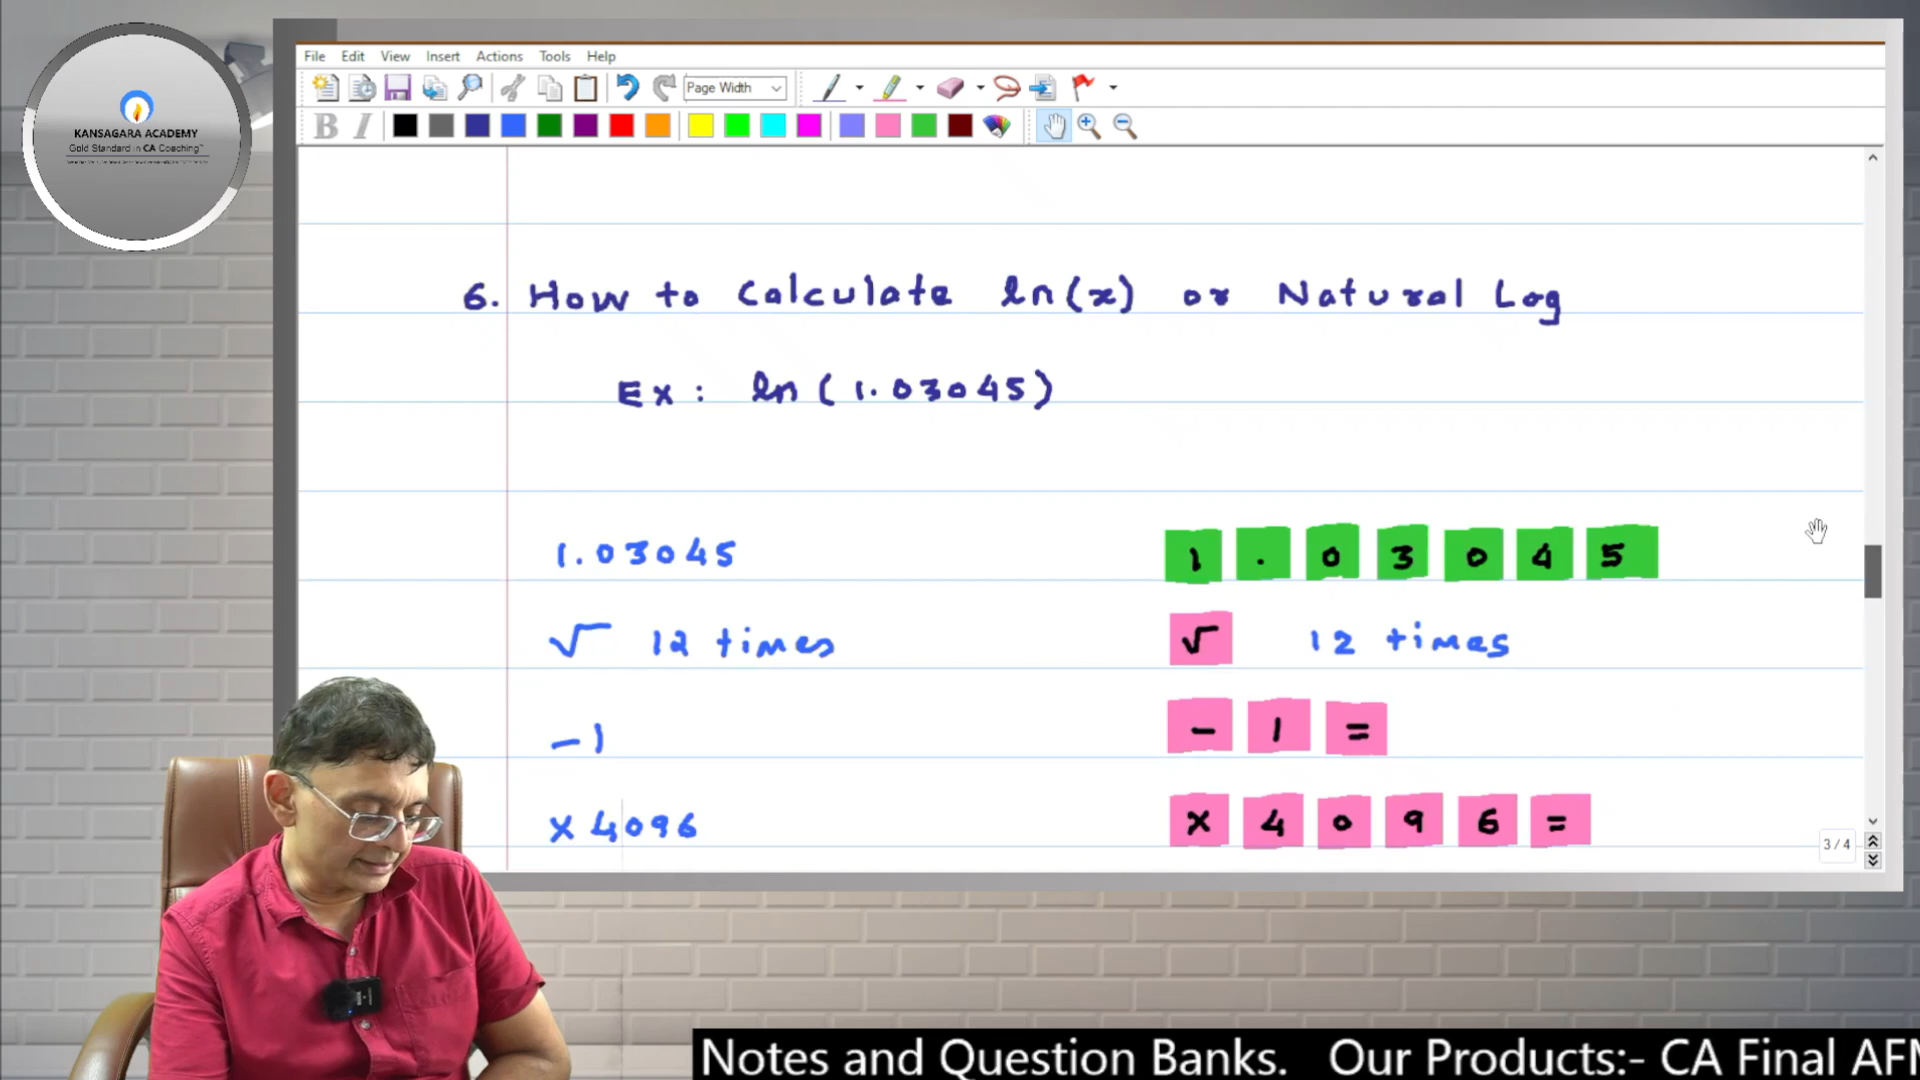 KANSAGARA ACADEMY
Gold Standard in CA Coaching™
File Edit View Insert Actions Tools Help
Page Width
B I
6. How to Calculate ln(x) or Natural Log
Ex: ln(1.03045)
1.03045
1 . 0 3 0 4 5
√ 12 times
√ 12 times
-1
- 1 =
x 4096
x 4 0 9 6 =
3 / 4
Notes and Question Banks. Our Products:- CA Final AFM